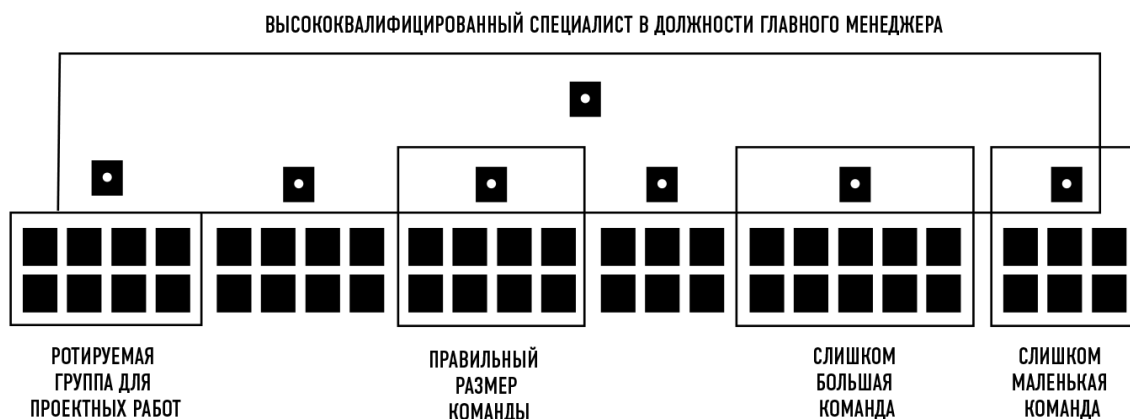 ВЫСОКОКВАЛИФИЦИРОВАННЫЙ СПЕЦИАЛИСТ В ДОЛЖНОСТИ ГЛАВНОГО МЕНЕДЖЕРА
РОТИРУЕМАЯ
ГРУППА ДЛЯ
ПРОЕКТНЫХ РАБОТ
ПРАВИЛЬНЫЙ
РАЗМЕР
КОМАНДЫ
СЛИШКОМ
БОЛЬШАЯ
КОМАНДА
СЛИШКОМ
МАЛЕНЬКАЯ
КОМАНДА